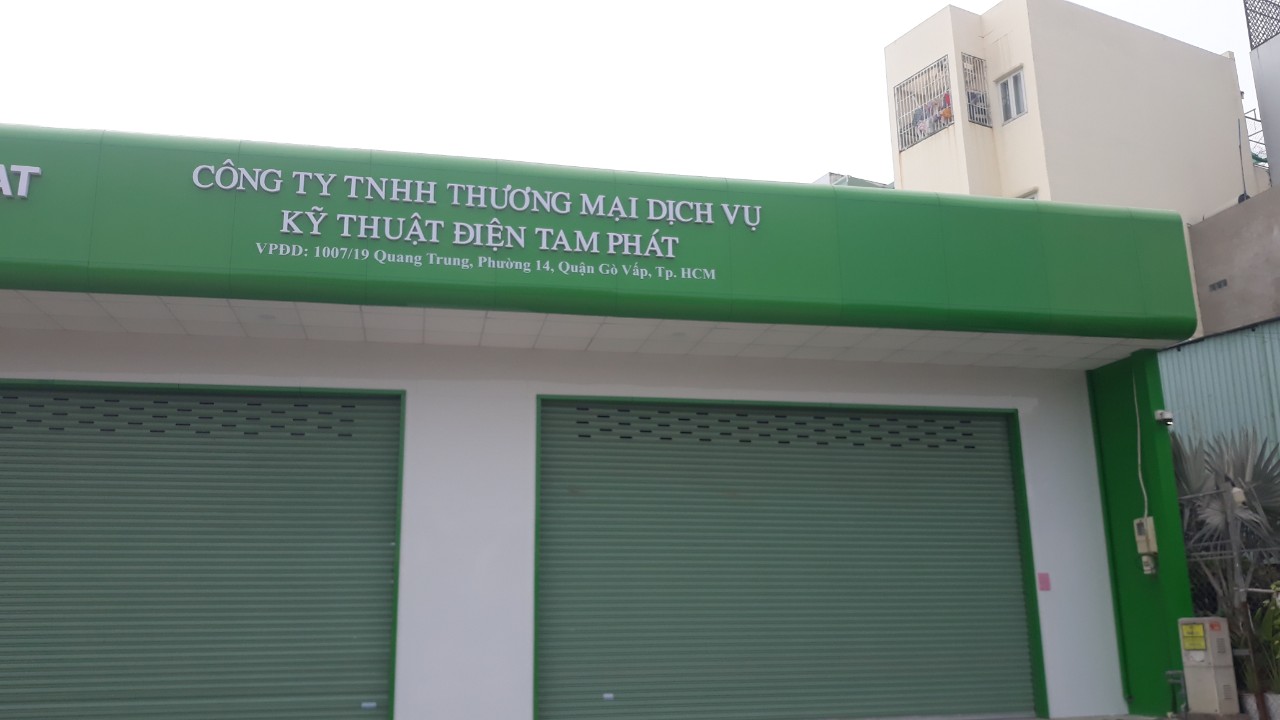 AT
CÔNG TY TNHH THƯƠNG MẠI DỊCH VỤ
KỸ THUẬT ĐIỆN TAM PHÁT
VPĐD: 1007/19 Quang Trung, Phường 14, Quận Gò Vấp, Tp. HCM